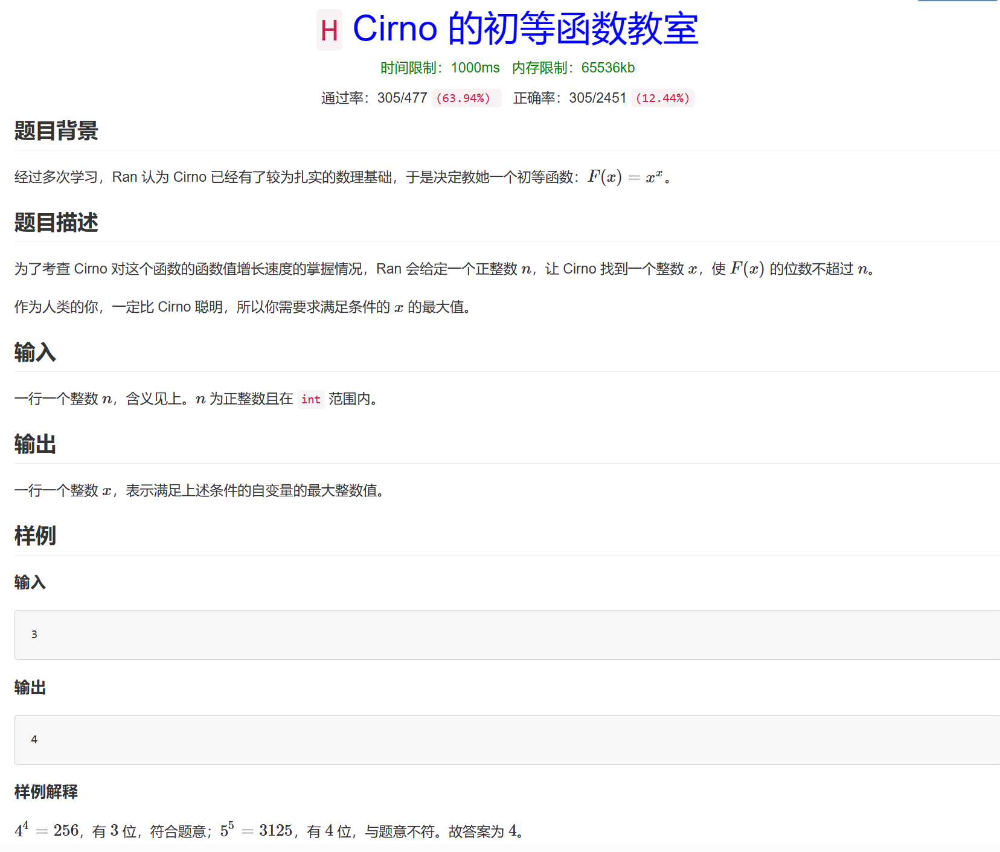 H Cirno 的初等函数教室
时间限制：1000ms 内存限制：65536kb
通过率：305/477 (63.94%) 正确率：305/2451 (12.44%)
题目背景
经过多次学习，Ran 认为 Cirno 已经有了较为扎实的数理基础，于是决定教她一个初等函数：F(x) = x^x。
题目描述
为了考查 Cirno 对这个函数的函数值增长速度的掌握情况，Ran 会给定一个正整数 n，让 Cirno 找到一个整数 x，使 F(x) 的位数不超过 n。
作为人类的你，一定比 Cirno 聪明，所以你需要求满足条件的 x 的最大值。
输入
一行一个整数 n，含义见上。n 为正整数且在 int 范围内。
输出
一行一个整数 x，表示满足上述条件的自变量的最大整数值。
样例
输入
3
输出
4
样例解释
4^4 = 256，有 3 位，符合题意；5^5 = 3125，有 4 位，与题意不符。故答案为 4。